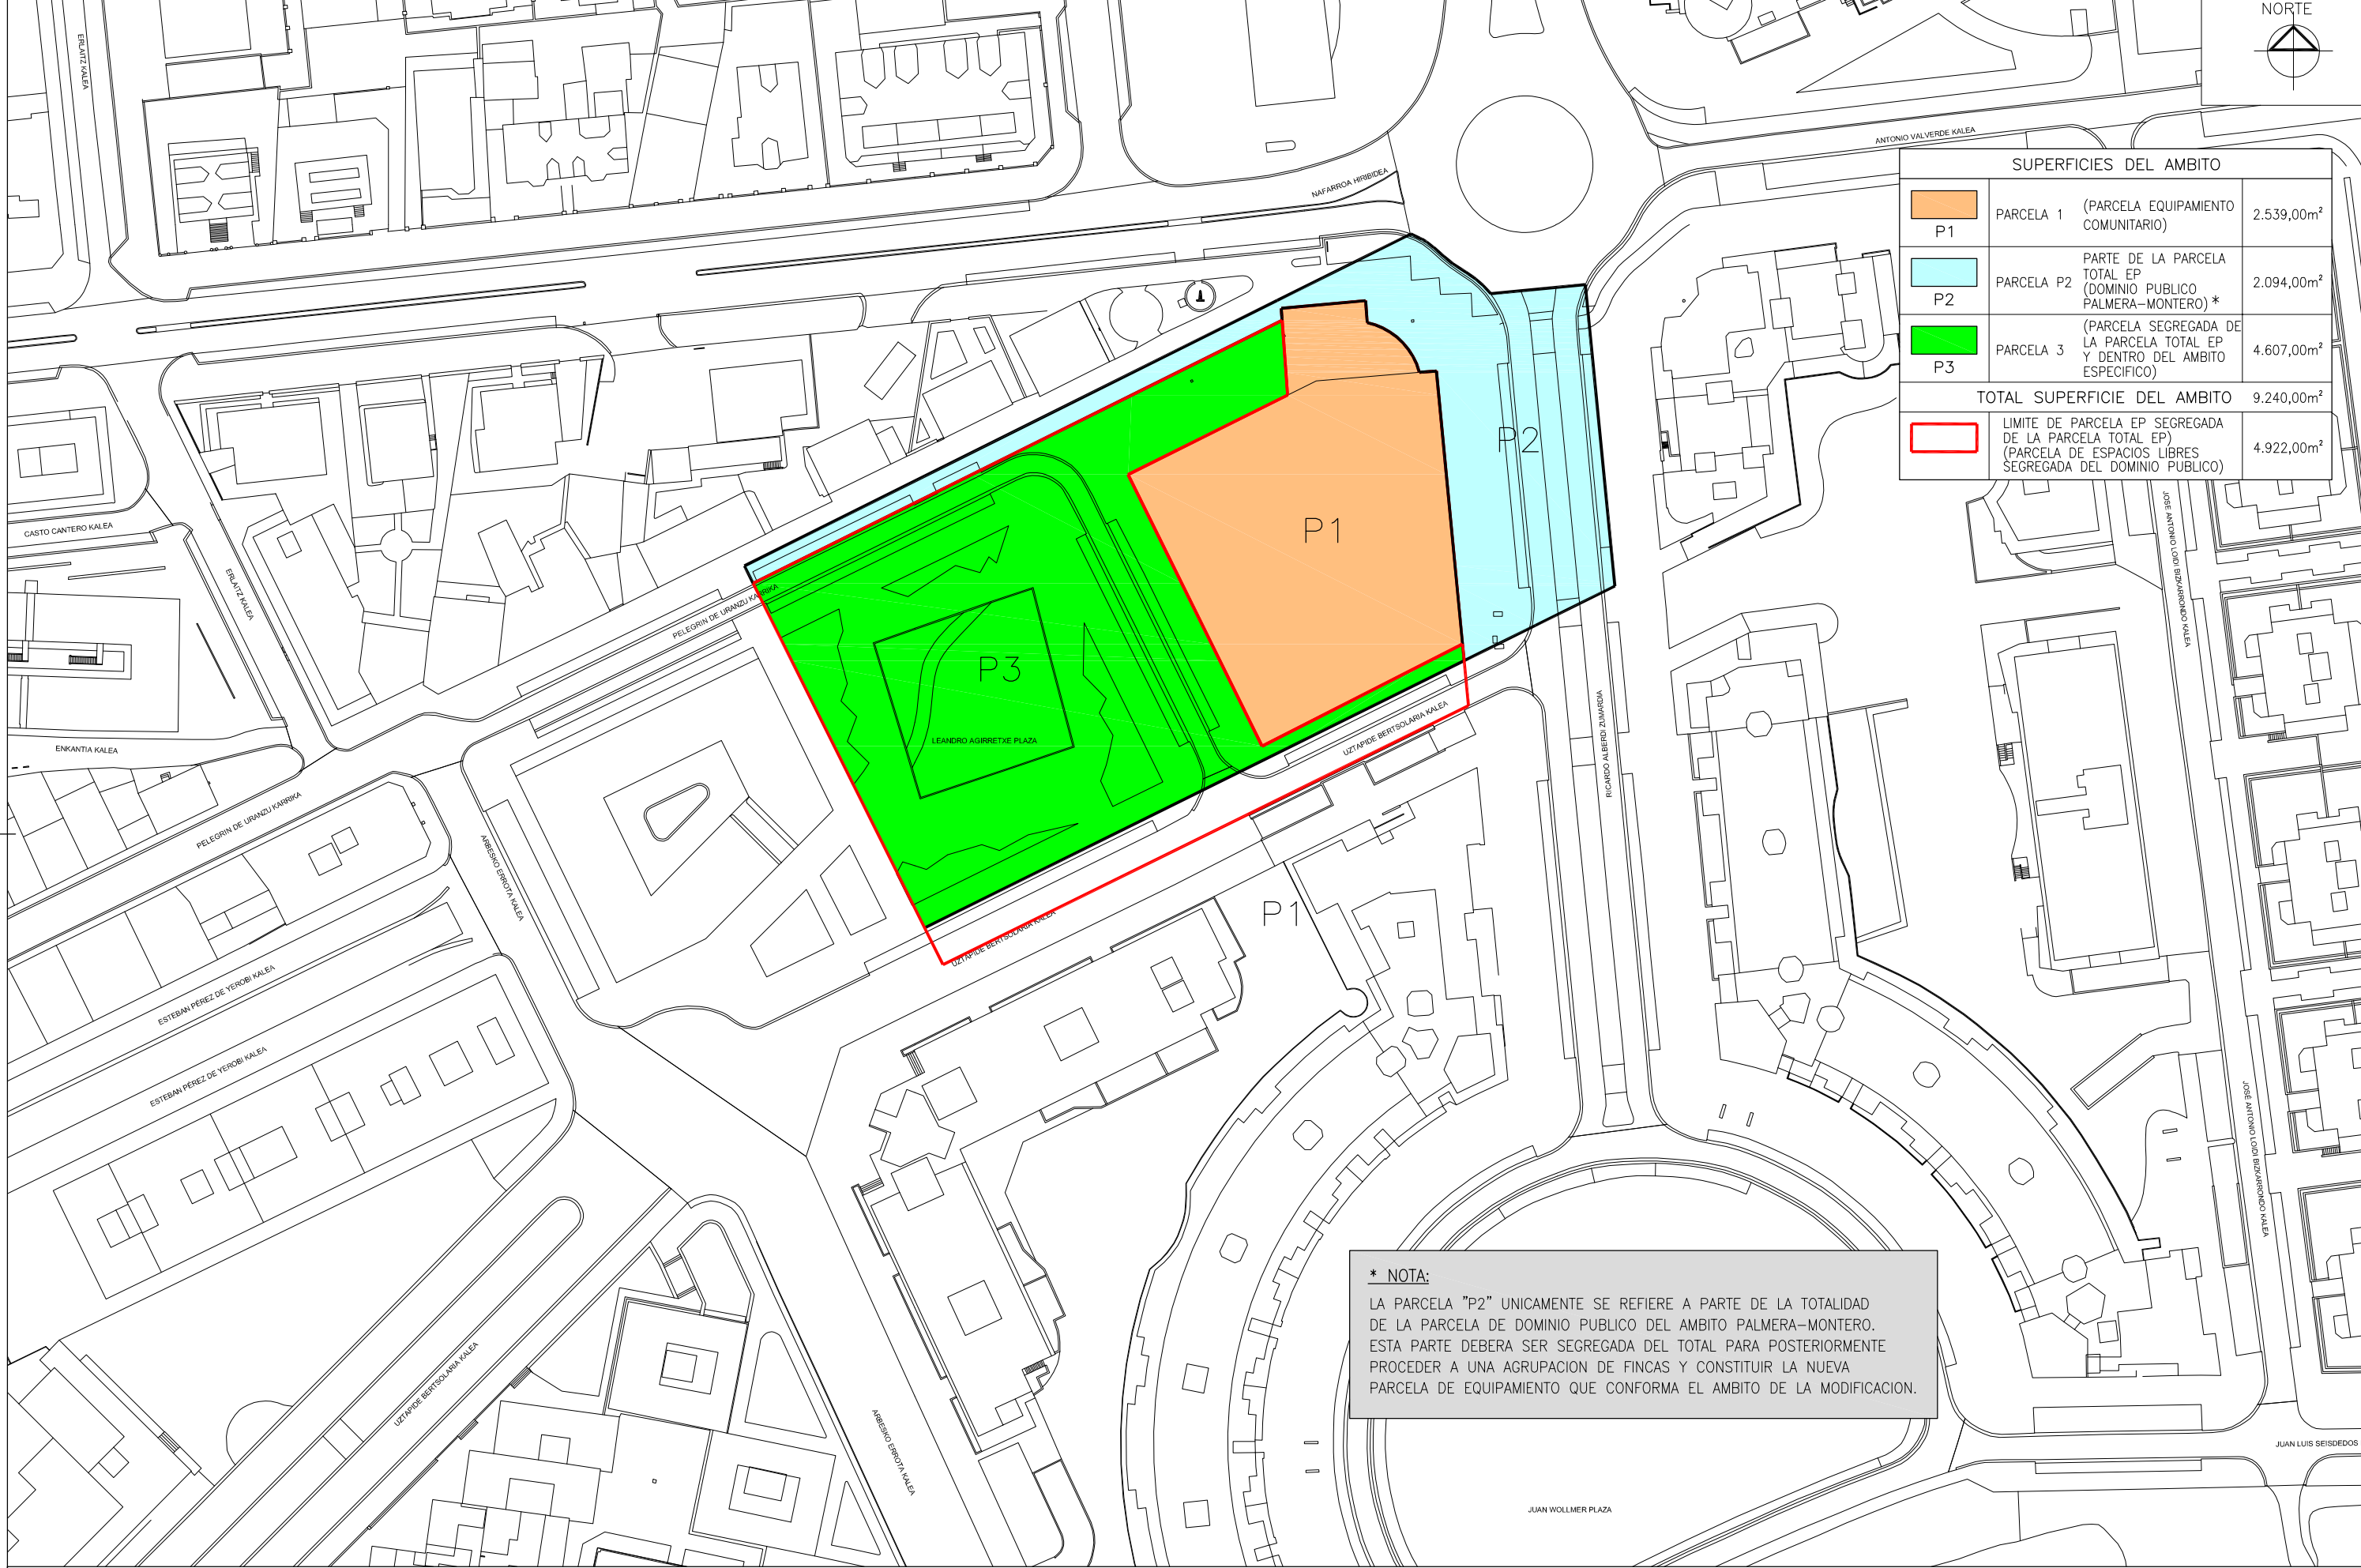 NORTE
ERLAITZ KALEA
ANTONIO VALVERDE KALEA
NAFARROA HIRIBIDEA
SUPERFICIES DEL AMBITO
P1
PARCELA 1
(PARCELA EQUIPAMIENTO
COMUNITARIO)
2.539,00m²
P2
PARCELA P2
PARTE DE LA PARCELA
TOTAL EP
(DOMINIO PUBLICO
PALMERA-MONTERO) *
2.094,00m²
P3
PARCELA 3
(PARCELA SEGREGADA DE
LA PARCELA TOTAL EP
Y DENTRO DEL AMBITO
ESPECIFICO)
4.607,00m²
TOTAL SUPERFICIE DEL AMBITO 9.240,00m²
LIMITE DE PARCELA EP SEGREGADA
DE LA PARCELA TOTAL EP)
(PARCELA DE ESPACIOS LIBRES
SEGREGADA DEL DOMINIO PUBLICO)
4.922,00m²
P2
P1
P3
CASTO CANTERO KALEA
ERLAITZ KALEA
PELEGRIN DE URANZU KARRIKA
JOSE ANTONIO LOIDI BIZKARRONDO KALEA
LEANDRO AGIRRETXE PLAZA
UZTAPIDE BERTSOLARIA KALEA
RICARDO ALBERDI ZUMARDIA
ENKANTIA KALEA
PELEGRIN DE URANZU KARRIKA
ARBESKO ERROTA KALEA
P1
UZTAPIDE BERTSOLARIA KALEA
ESTEBAN PÉREZ DE YEROBI KALEA
ESTEBAN PÉREZ DE YEROBI KALEA
JOSÉ ANTONIO LOIDI BIZKARRONDO KALEA
UZTAPIDE BERTSOLARIA KALEA
ARBESKO ERROTA KALEA
* NOTA:
LA PARCELA "P2" UNICAMENTE SE REFIERE A PARTE DE LA TOTALIDAD
DE LA PARCELA DE DOMINIO PUBLICO DEL AMBITO PALMERA-MONTERO.
ESTA PARTE DEBERA SER SEGREGADA DEL TOTAL PARA POSTERIORMENTE
PROCEDER A UNA AGRUPACION DE FINCAS Y CONSTITUIR LA NUEVA
PARCELA DE EQUIPAMIENTO QUE CONFORMA EL AMBITO DE LA MODIFICACION.
JUAN LUIS SEISDEDOS
JUAN WOLLMER PLAZA